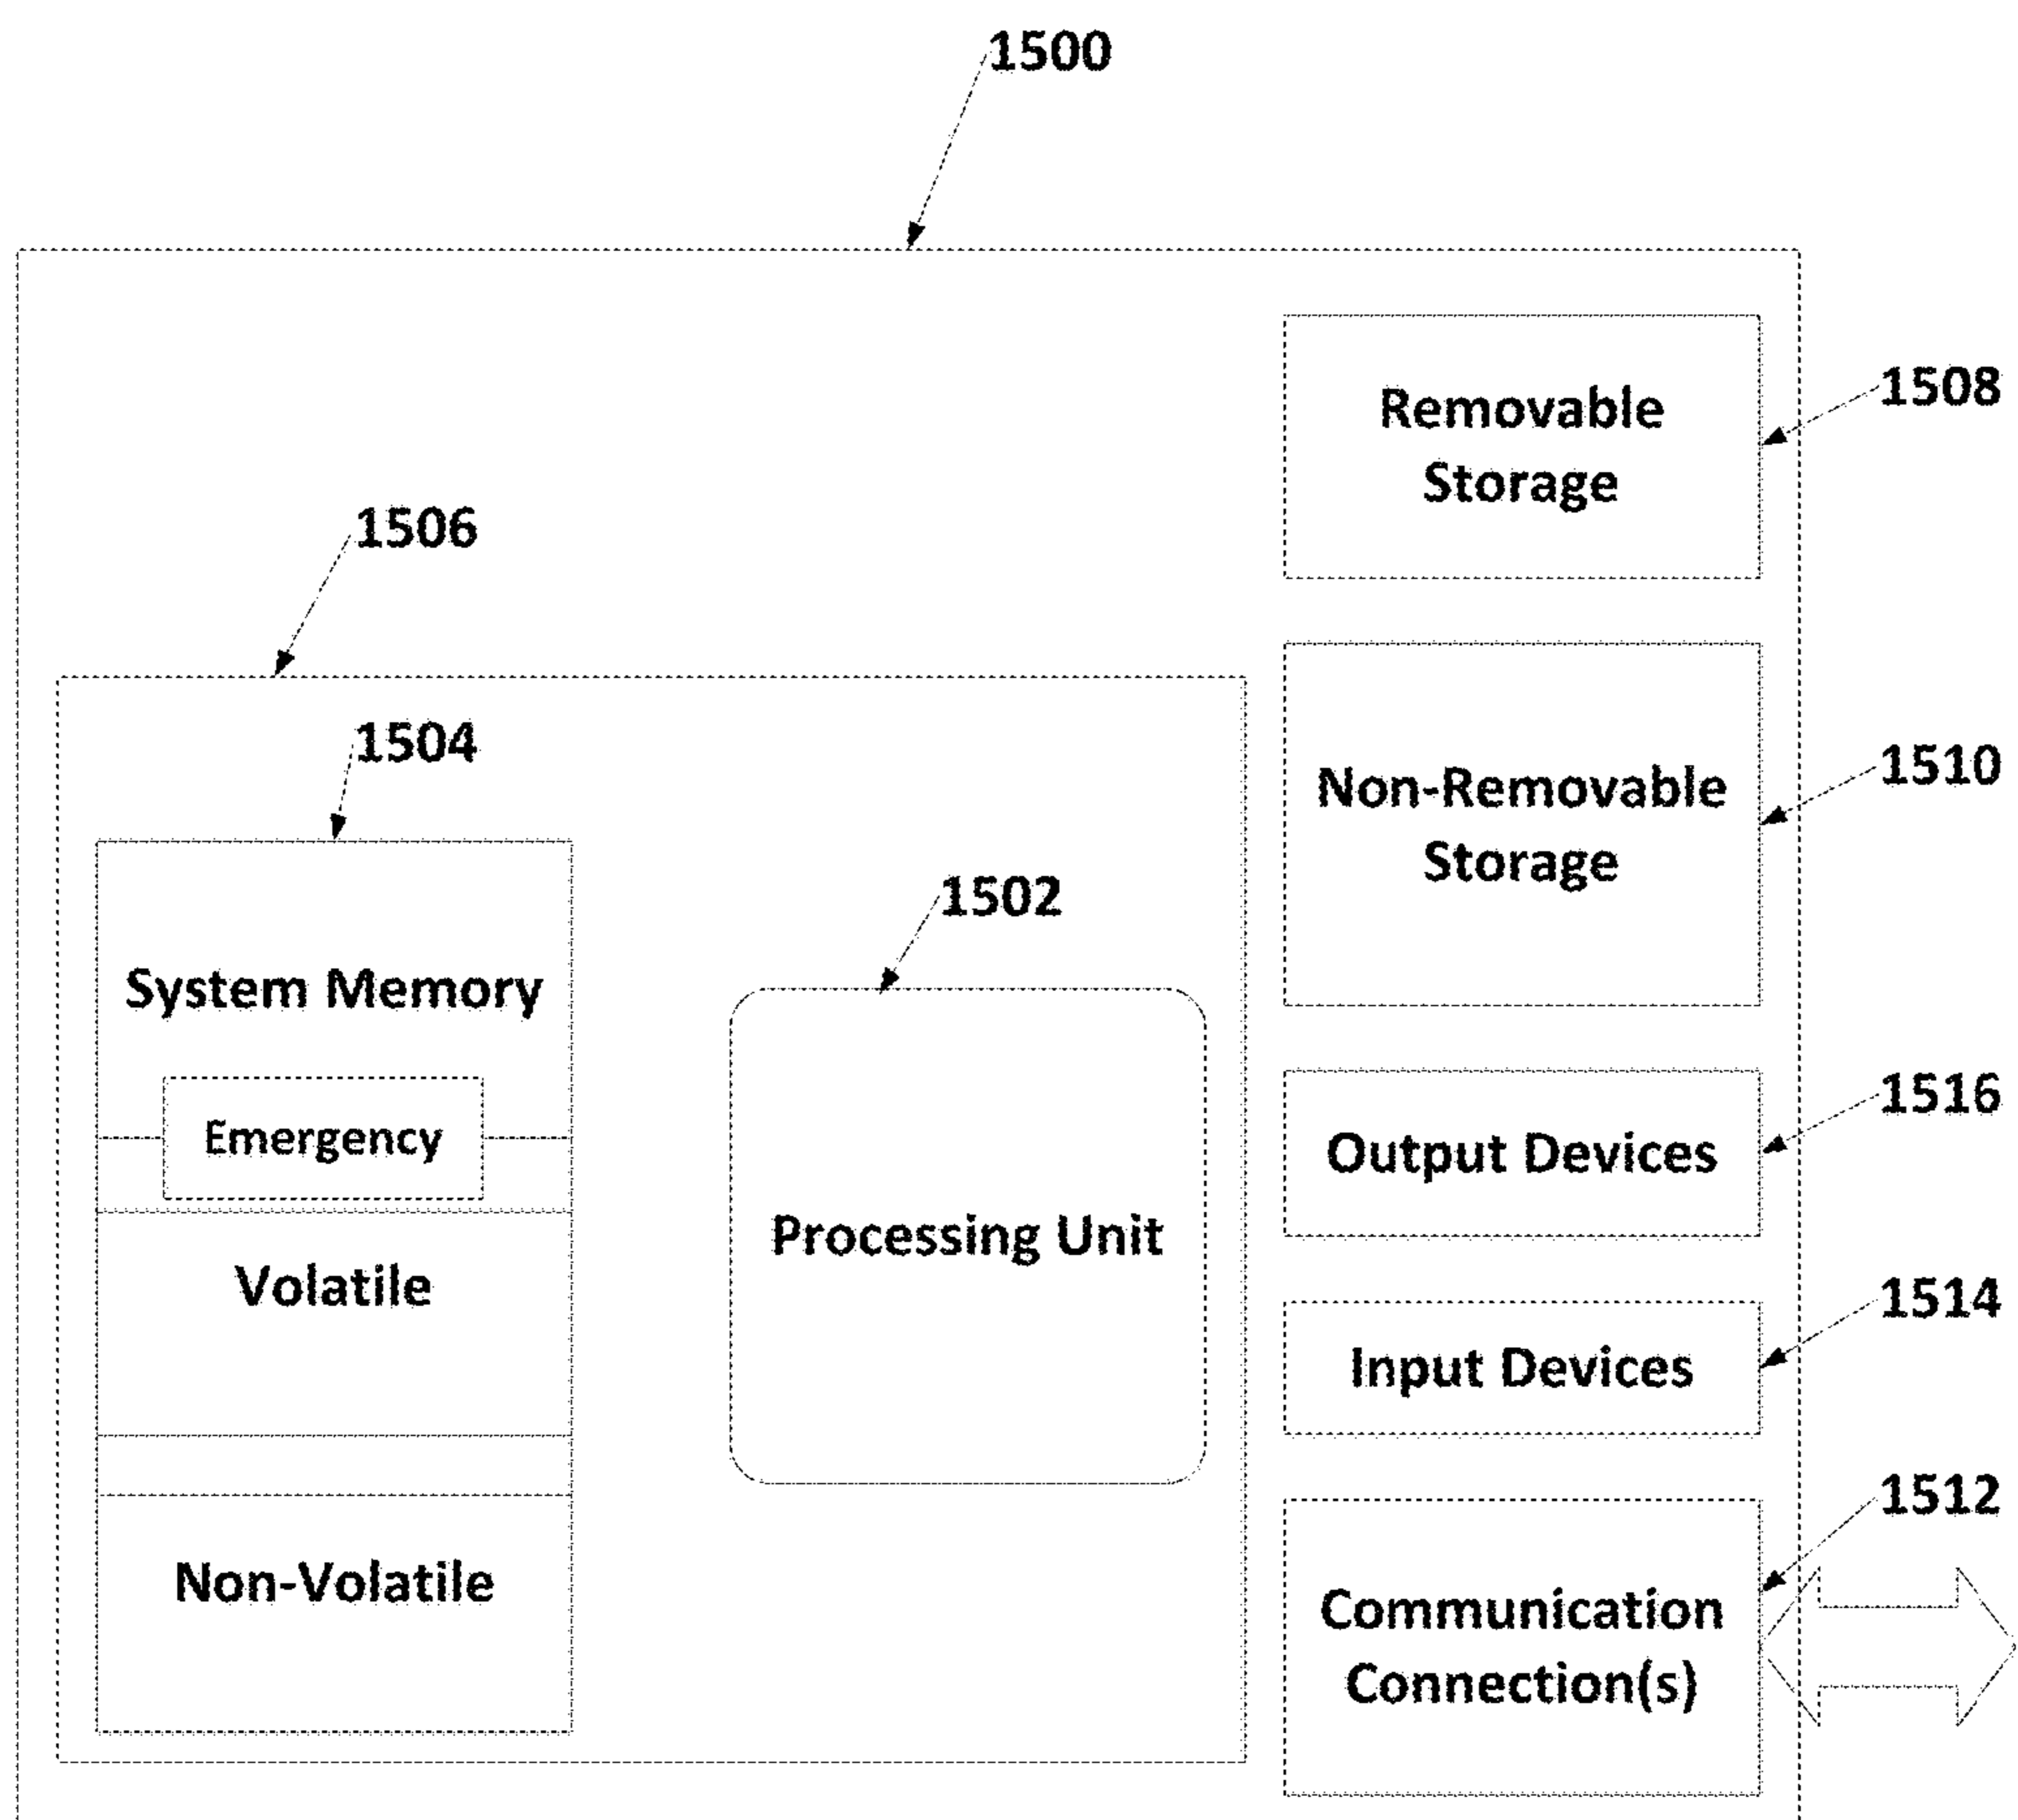 1500
Removable
Storage
1508
1506
1504
Non-Removable
Storage
1510
1502
System Memory
Emergency
Output Devices
1516
Processing Unit
Volatile
Input Devices
1514
1512
Non-Volatile
Communication
Connection(s)